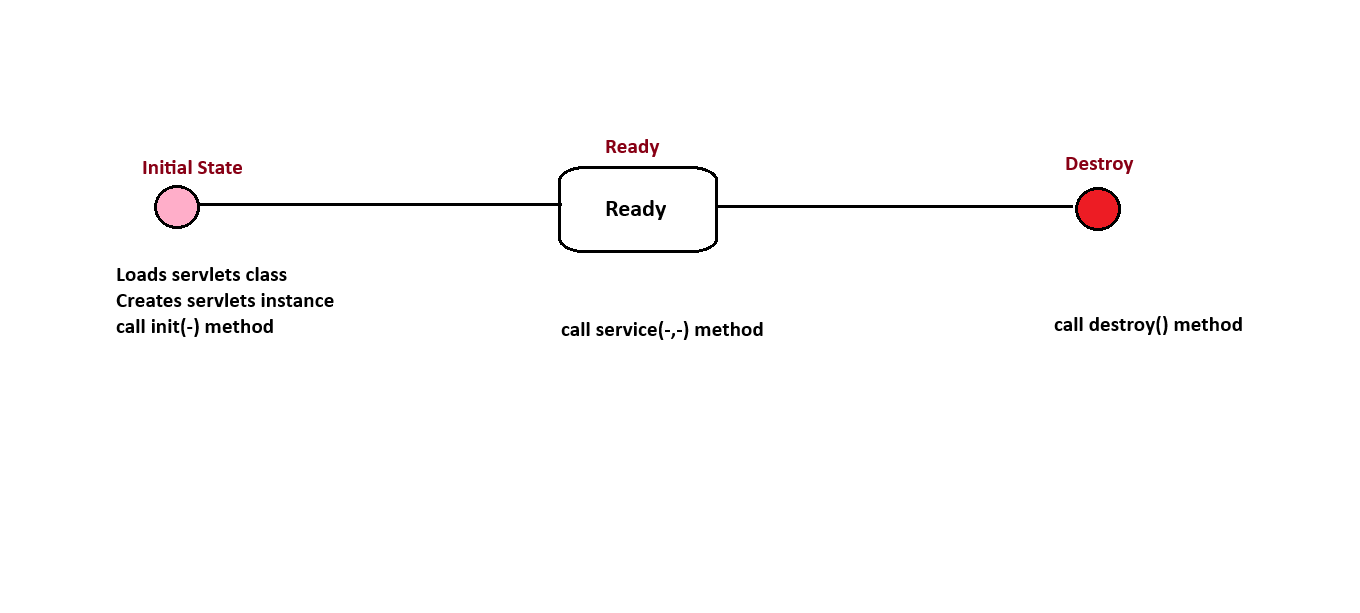 Initial State
Ready
Destroy
Ready
Loads servlets class
Creates servlets instance
call init(-) method
call service(-,-) method
call destroy() method